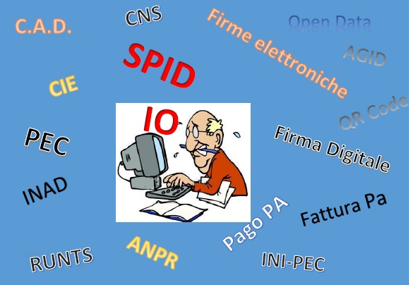 C.A.D.
CNS
Firme elettroniche
Open Data
SPID
AGID
CIE
QR Code
IO
PEC
Firma Digitale
INAD
Pago PA
Fattura Pa
RUNTS
ANPR
INI-PEC